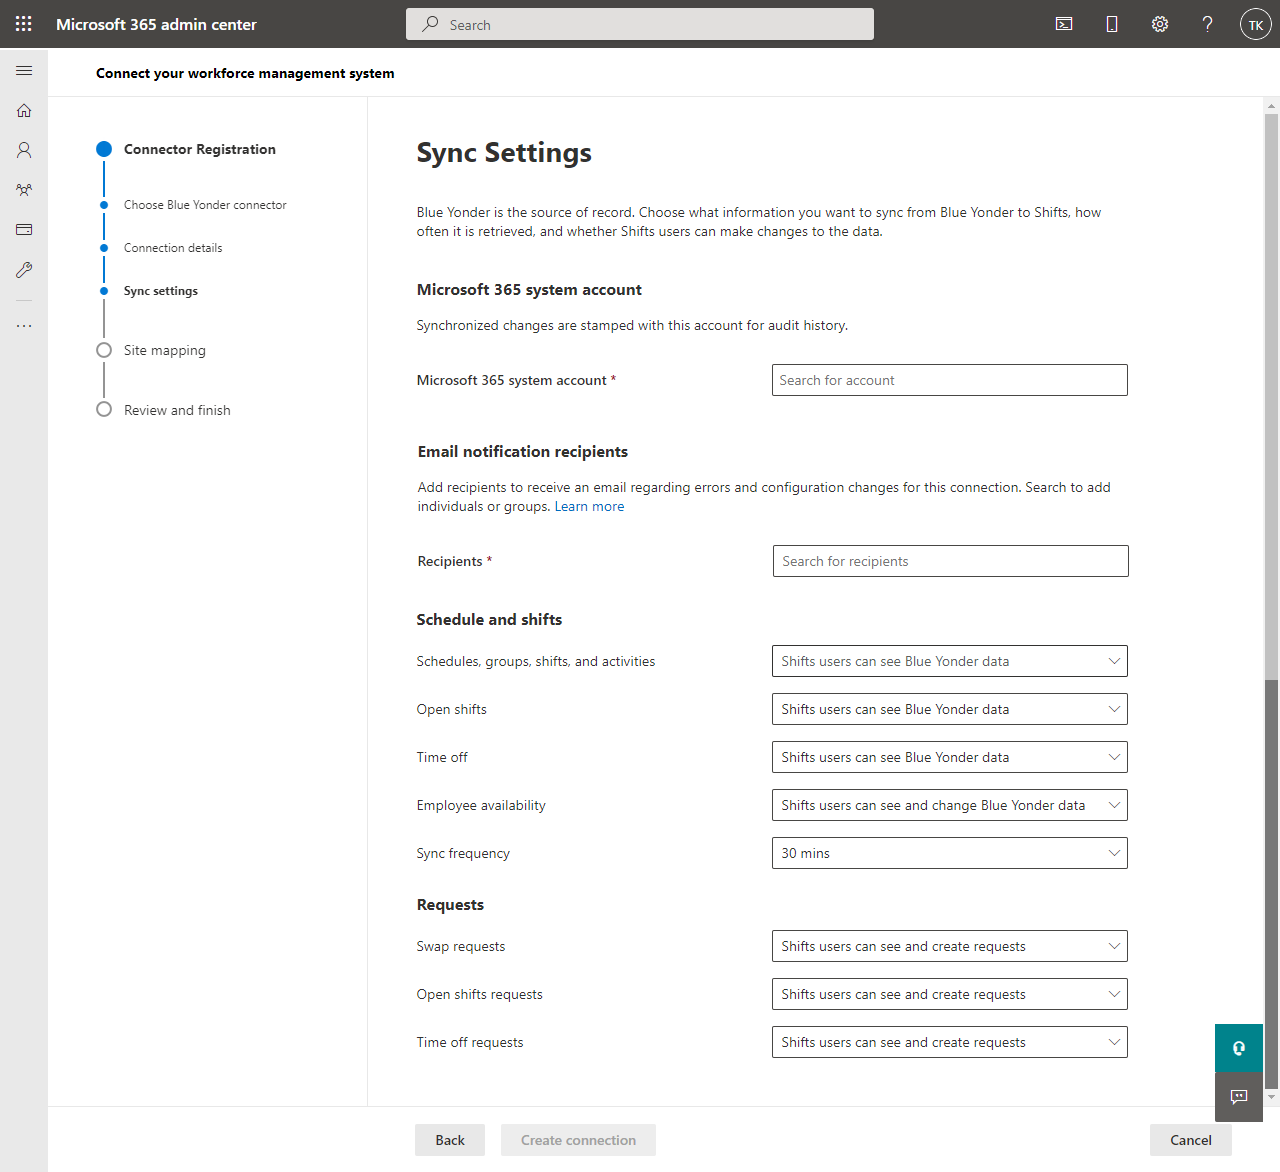 Microsoft 365 admin center
Search
TK
Connect your workforce management system
Connector Registration
Choose Blue Yonder connector
Connection details
Sync settings
Site mapping
Review and finish
Sync Settings
Blue Yonder is the source of record. Choose what information you want to sync from Blue Yonder to Shifts, how
often it is retrieved, and whether Shifts users can make changes to the data.
Microsoft 365 system account
Synchronized changes are stamped with this account for audit history.
Microsoft 365 system account *
Search for account
Email notification recipients
Add recipients to receive an email regarding errors and configuration changes for this connection. Search to add
individuals or groups. Learn more
Recipients *
Search for recipients
Schedule and shifts
Schedules, groups, shifts, and activities
Shifts users can see Blue Yonder data
Open shifts
Shifts users can see Blue Yonder data
Time off
Shifts users can see Blue Yonder data
Employee availability
Shifts users can see and change Blue Yonder data
Sync frequency
30 mins
Requests
Swap requests
Shifts users can see and create requests
Open shifts requests
Shifts users can see and create requests
Time off requests
Shifts users can see and create requests
Back
Create connection
Cancel